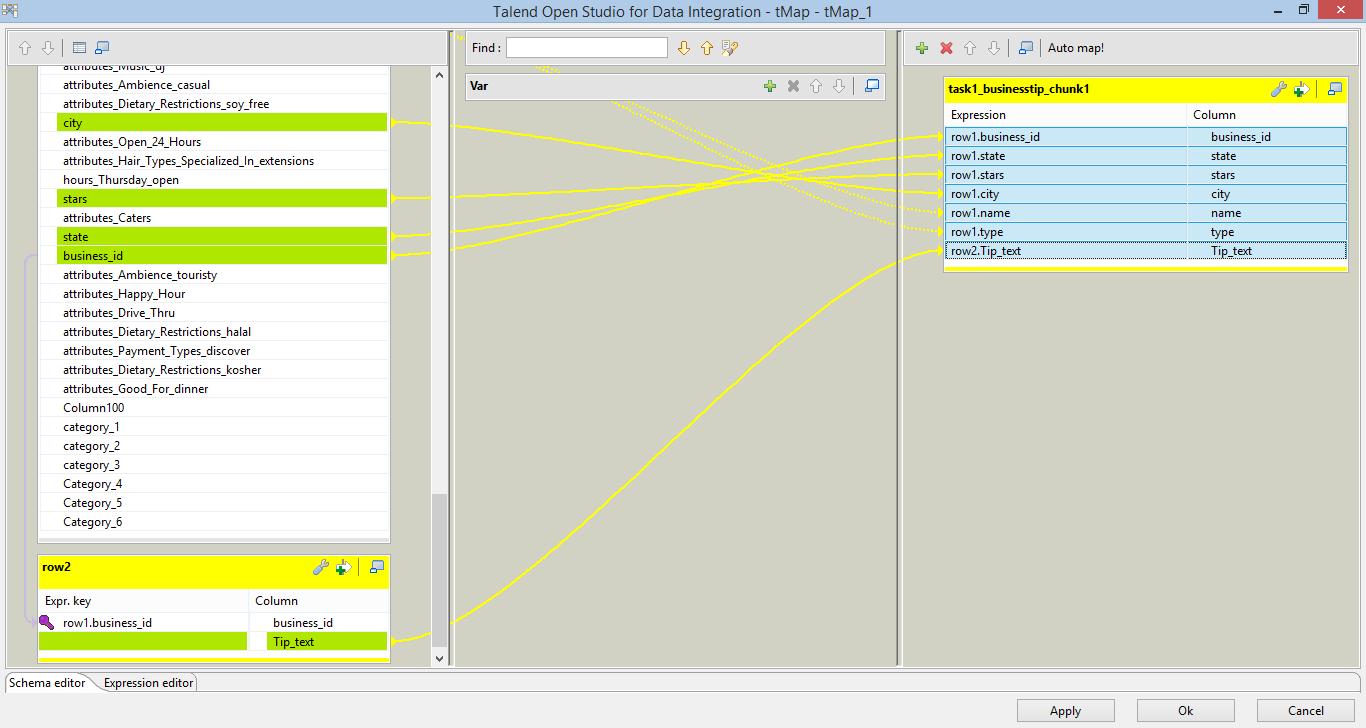 Talend Open Studio for Data Integration - tMap - tMap_1
attributes_Music_dj
attributes_Ambience_casual
attributes_Dietary_Restrictions_soy_free
city
attributes_Open_24_Hours
attributes_Hair_Types_Specialized_In_extensions
hours_Thursday_open
stars
attributes_Caters
state
business_id
attributes_Ambience_touristy
attributes_Happy_Hour
attributes_Drive_Thru
attributes_Dietary_Restrictions_halal
attributes_Payment_Types_discover
attributes_Dietary_Restrictions_kosher
attributes_Good_For_dinner
Column100
category_1
category_2
category_3
Category_4
Category_5
Category_6
row2
Expr. key Column
row1.business_id business_id
Tip_text
Find :
Var
Auto map!
task1_businesstip_chunk1
Expression Column
row1.business_id business_id
row1.state state
row1.stars stars
row1.city city
row1.name name
row1.type type
row2.Tip_text Tip_text
Schema editor Expression editor
Apply Ok Cancel